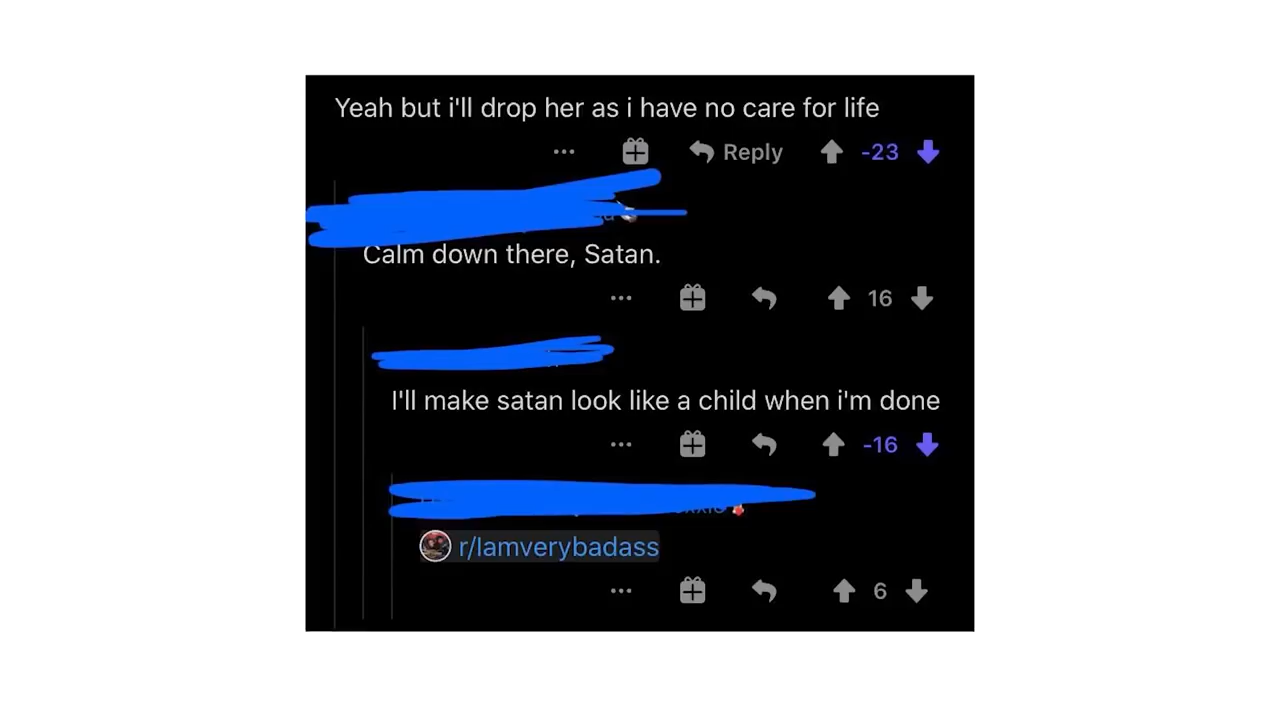 Yeah but i'll drop her as i have no care for life
Reply -23
Calm down there, Satan.
16
I'll make satan look like a child when i'm done
-16
r/Iamverybadass
6